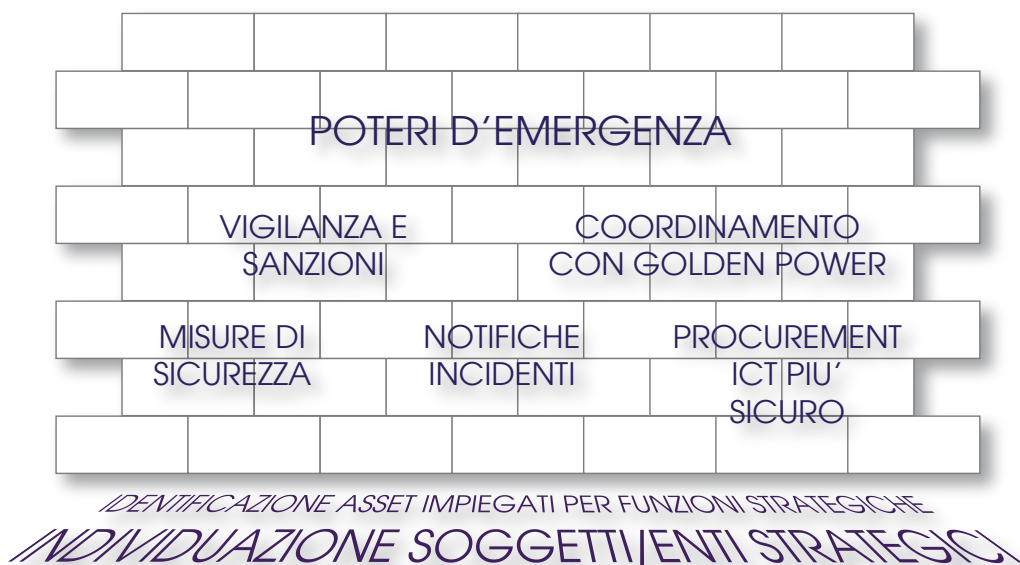 POTERI D’EMERGENZA
VIGILANZA E
SANZIONI
COORDINAMENTO
CON GOLDEN POWER
MISURE DI
SICUREZZA
NOTIFICHE
INCIDENTI
PROCUREMENT
ICT PIU’
SICURO
IDENTIFICAZIONE ASSET IMPIEGATI PER FUNZIONI STRATEGICHE
INDIVIDUAZIONE SOGGETTI/ENTI STRATEGICI